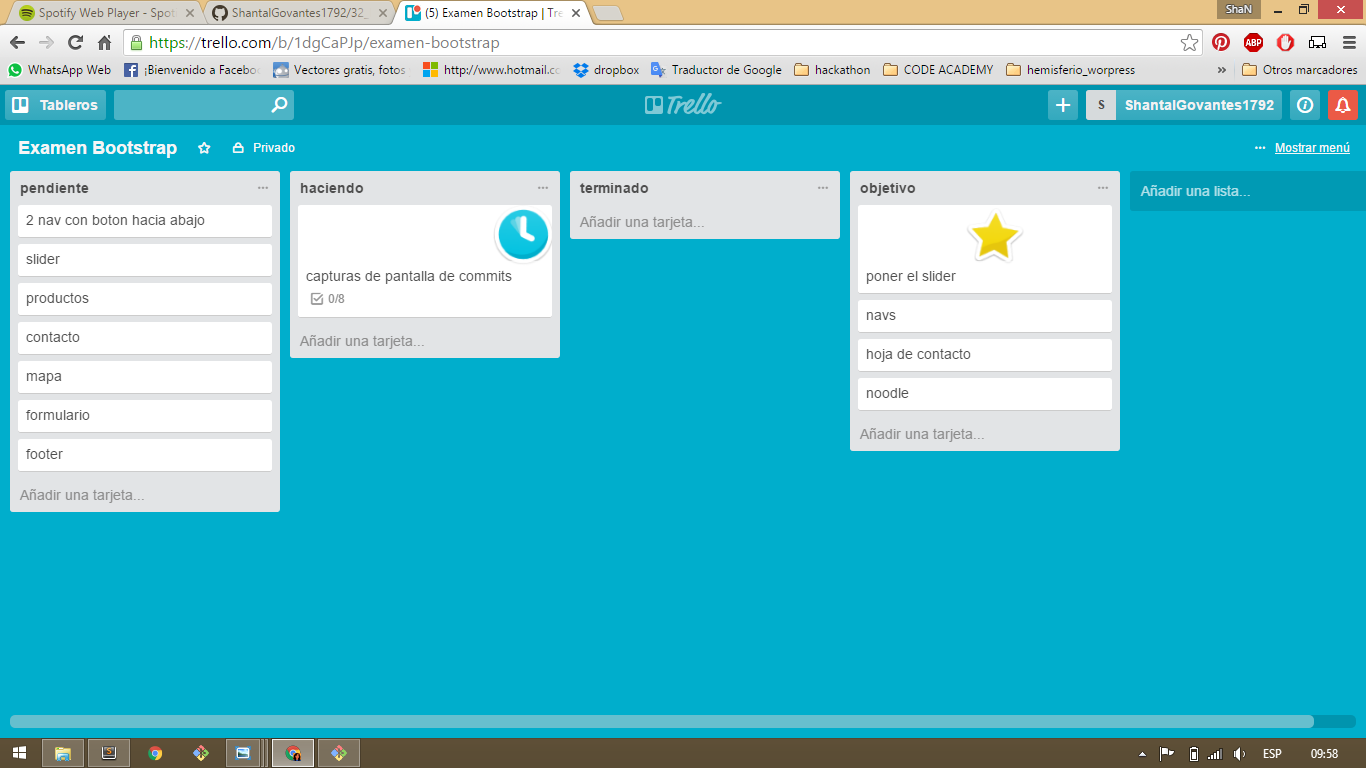 Spotify Web Player - Spot
ShantalGovantes1792/32_
(5) Examen Bootstrap | Tre
ShaN
https://trello.com/b/1dgCaPJp/examen-bootstrap
ABP
WhatsApp Web
¡Bienvenido a Facebo
Vectores gratis, fotos
http://www.hotmail.co
dropbox
Traductor de Google
hackathon
CODE ACADEMY
hemisferio_worpress
»
Otros marcadores
Tableros
Trello
S
ShantalGovantes1792
Examen Bootstrap
Privado
Mostrar menú
pendiente
2 nav con boton hacia abajo
slider
productos
contacto
mapa
formulario
footer
Añadir una tarjeta...
haciendo
capturas de pantalla de commits
0/8
Añadir una tarjeta...
terminado
Añadir una tarjeta...
objetivo
poner el slider
navs
hoja de contacto
noodle
Añadir una tarjeta...
Añadir una lista...
ESP
09:58